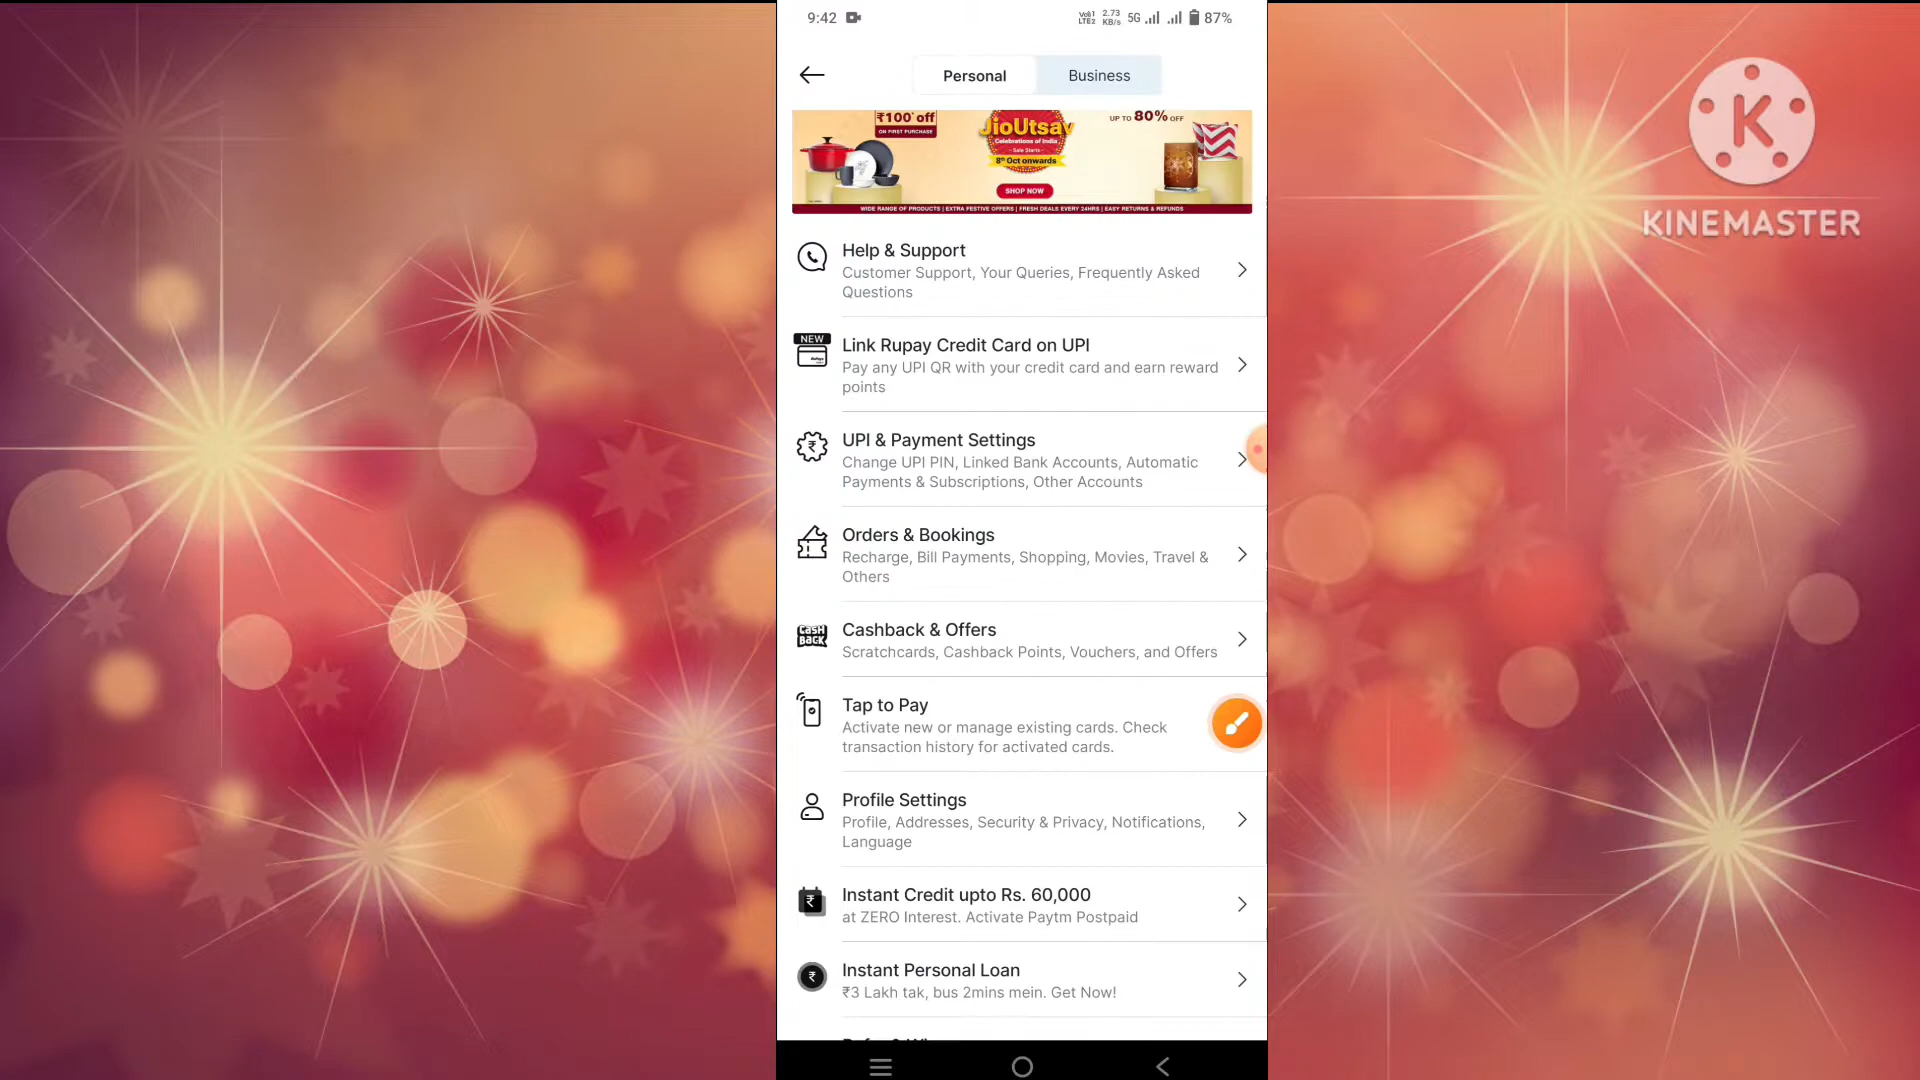 9:42
Vo)) 1 LTE2 2.73 KB/s 5G 87%
Personal Business
₹100* off
ON FIRST PURCHASE
JioUtsav
Celebrations of India
Sale Starts
8th Oct onwards
SHOP NOW
UP TO 80% OFF
WIDE RANGE OF PRODUCTS | EXTRA FESTIVE OFFERS | FRESH DEALS EVERY 24HRS | EASY RETURNS & REFUNDS
Help & Support
Customer Support, Your Queries, Frequently Asked
Questions
NEW
Link Rupay Credit Card on UPI
Pay any UPI QR with your credit card and earn reward
points
UPI & Payment Settings
Change UPI PIN, Linked Bank Accounts, Automatic
Payments & Subscriptions, Other Accounts
Orders & Bookings
Recharge, Bill Payments, Shopping, Movies, Travel &
Others
CASH
BACK
Cashback & Offers
Scratchcards, Cashback Points, Vouchers, and Offers
Tap to Pay
Activate new or manage existing cards. Check
transaction history for activated cards.
Profile Settings
Profile, Addresses, Security & Privacy, Notifications,
Language
Instant Credit upto Rs. 60,000
at ZERO Interest. Activate Paytm Postpaid
Instant Personal Loan
₹3 Lakh tak, bus 2mins mein. Get Now!
K
KINEMASTER